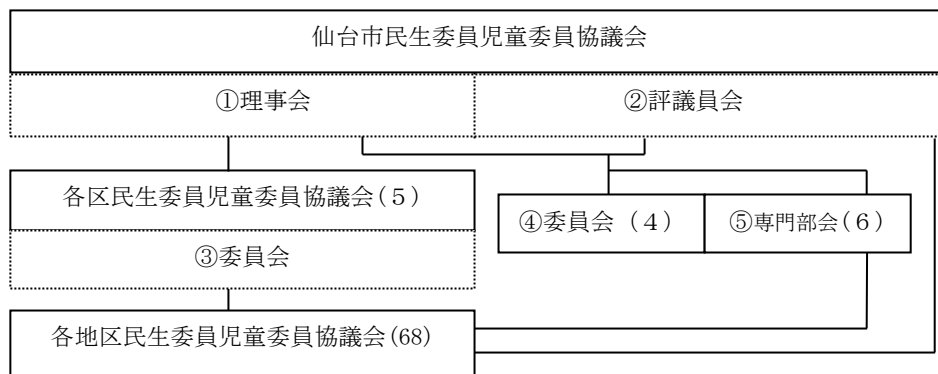 仙台市民生委員児童委員協議会
①理事会
②評議員会
各区民生委員児童委員協議会(５)
④委員会（４）
⑤専門部会(６)
③委員会
各地区民生委員児童委員協議会(68)